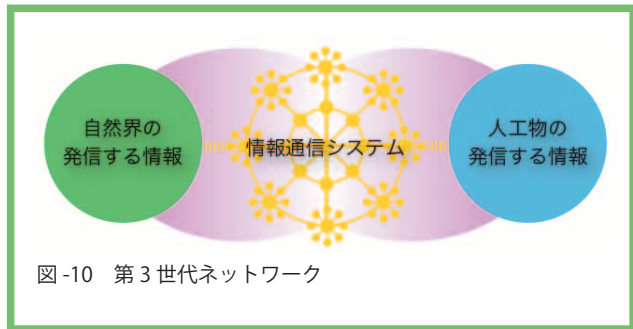 自然界の
発信する情報
情報通信システム
人工物の
発信する情報
図 -10 第 3 世代ネットワーク